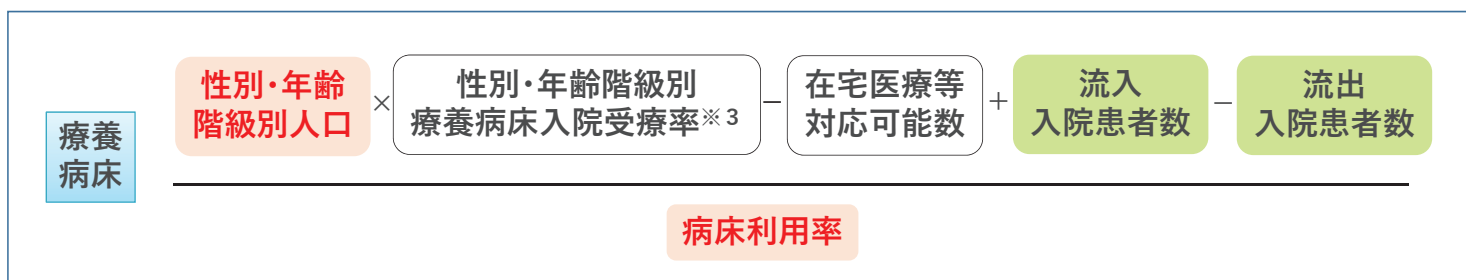 療養
病床
性別・年齢
階級別人口
×
性別・年齢階級別
療養病床入院受療率※3
−
在宅医療等
対応可能数
+
流入
入院患者数
−
流出
入院患者数
病床利用率